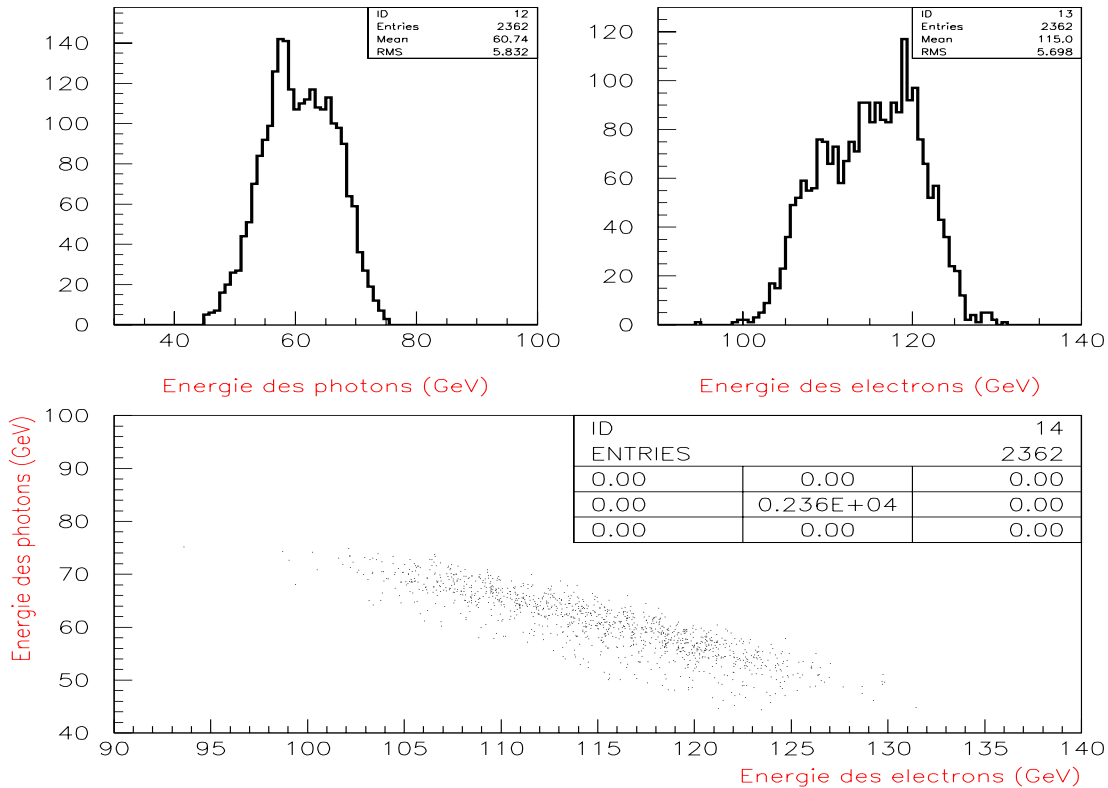 ID 12
Entries 2362
Mean 60.74
RMS 5.832
140
120
100
80
60
40
20
0
40 60 80 100
Energie des photons (GeV)
ID 13
Entries 2362
Mean 115.0
RMS 5.698
120
100
80
60
40
20
0
100 120 140
Energie des electrons (GeV)
Energie des photons (GeV)
100
90
80
70
60
50
40
ID 14
ENTRIES 2362
0.00 0.00 0.00
0.00 0.236E+04 0.00
0.00 0.00 0.00
90 95 100 105 110 115 120 125 130 135 140
Energie des electrons (GeV)